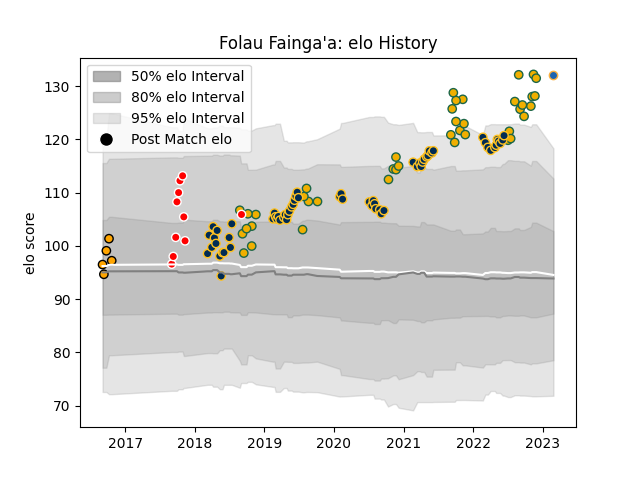 Folau Fainga'a: elo History
50% elo Interval
80% elo Interval
95% elo Interval
Post Match elo
elo score
130
120
110
100
90
80
70
2017 2018 2019 2020 2021 2022 2023